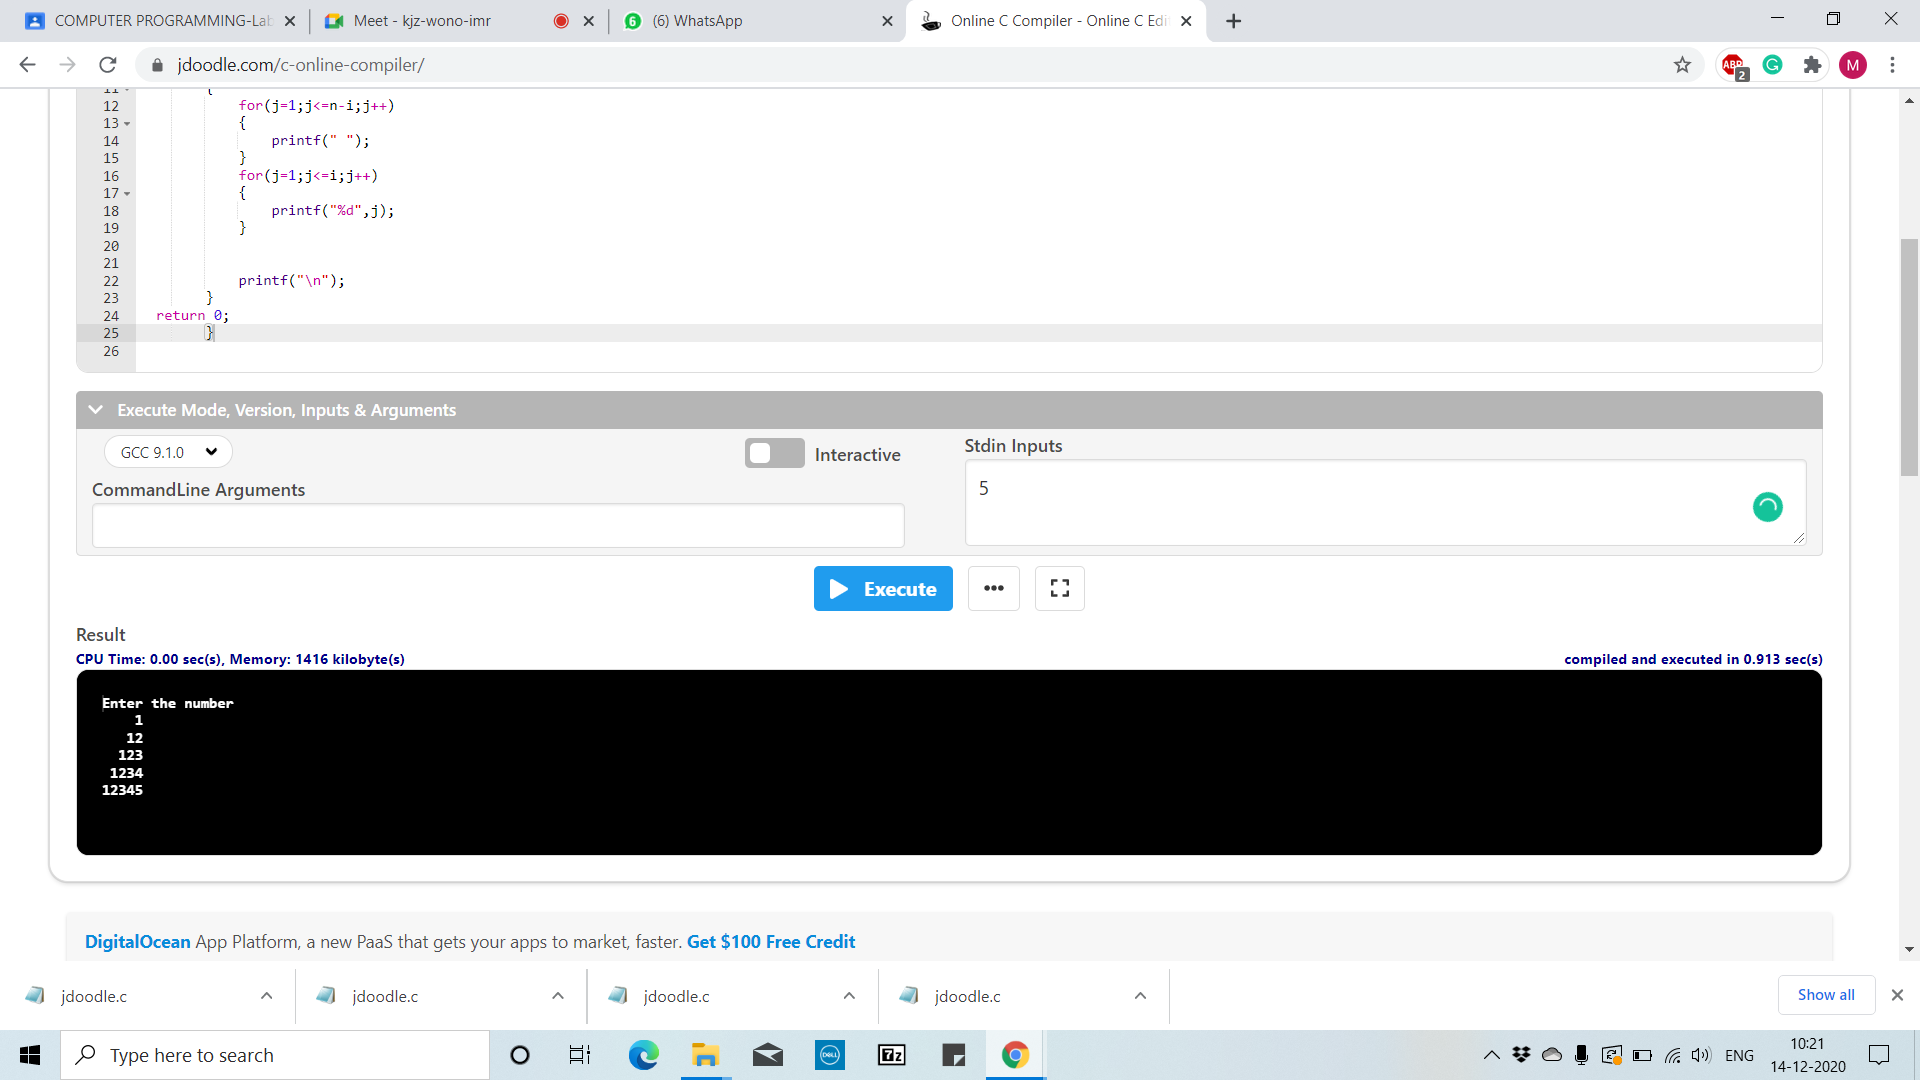 COMPUTER PROGRAMMING-Lab
Meet - kjz-wono-imr
6 (6) WhatsApp
Online C Compiler - Online C Edi
jdoodle.com/c-online-compiler/
ABP 2
G
M
11 {
12 for(j=1;j<=n-i;j++)
13 {
14 printf(" ");
15 }
16 for(j=1;j<=i;j++)
17 {
18 printf("%d",j);
19 }
20
21
22 printf("\n");
23 }
24 return 0;
25 }
26
Execute Mode, Version, Inputs & Arguments
GCC 9.1.0
Interactive
Stdin Inputs
CommandLine Arguments
5
Execute
Result
CPU Time: 0.00 sec(s), Memory: 1416 kilobyte(s)
compiled and executed in 0.913 sec(s)
Enter the number
    1
   12
  123
 1234
12345
DigitalOcean App Platform, a new PaaS that gets your apps to market, faster. Get $100 Free Credit
jdoodle.c
jdoodle.c
jdoodle.c
jdoodle.c
Show all
Type here to search
DELL
7z
ENG
10:21
14-12-2020